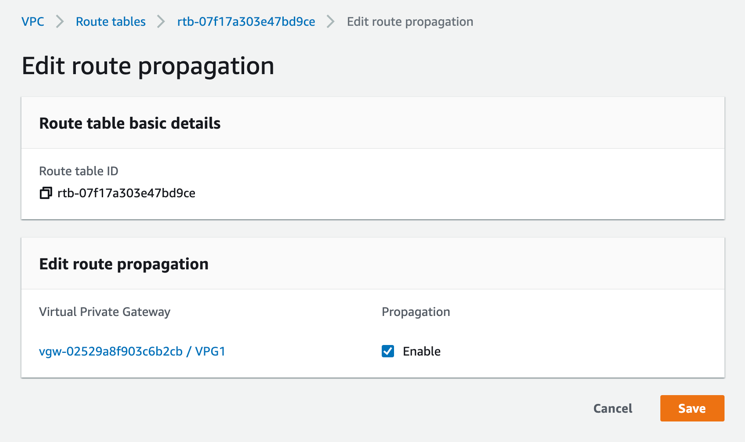 VPC > Route tables > rtb-07f17a303e47bd9ce > Edit route propagation
Edit route propagation
Route table basic details
Route table ID
rtb-07f17a303e47bd9ce
Edit route propagation
Virtual Private Gateway Propagation
vgw-02529a8f903c6b2cb / VPG1 Enable
Cancel Save